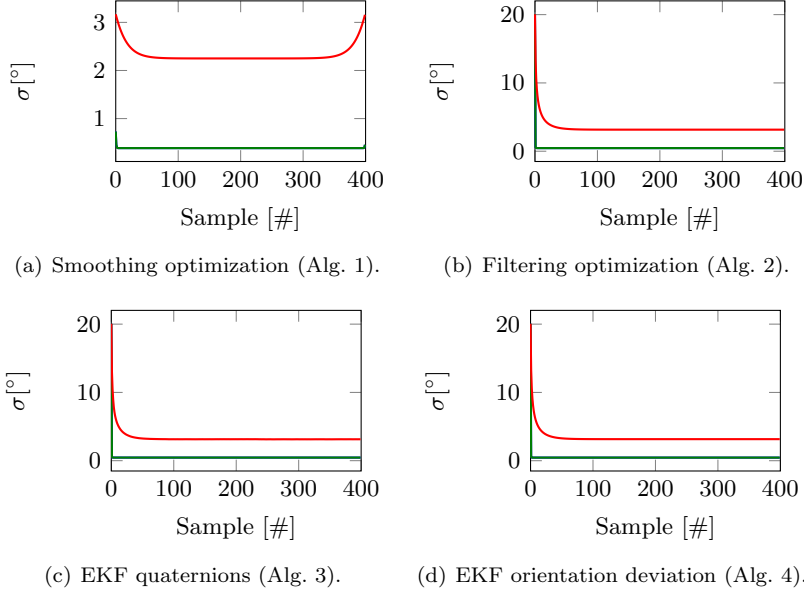 3
2
1
σ[°]
0 100 200 300 400
Sample [#]
(a) Smoothing optimization (Alg. 1).
20
10
0
σ[°]
0 100 200 300 400
Sample [#]
(b) Filtering optimization (Alg. 2).
20
10
0
σ[°]
0 100 200 300 400
Sample [#]
(c) EKF quaternions (Alg. 3).
20
10
0
σ[°]
0 100 200 300 400
Sample [#]
(d) EKF orientation deviation (Alg. 4).